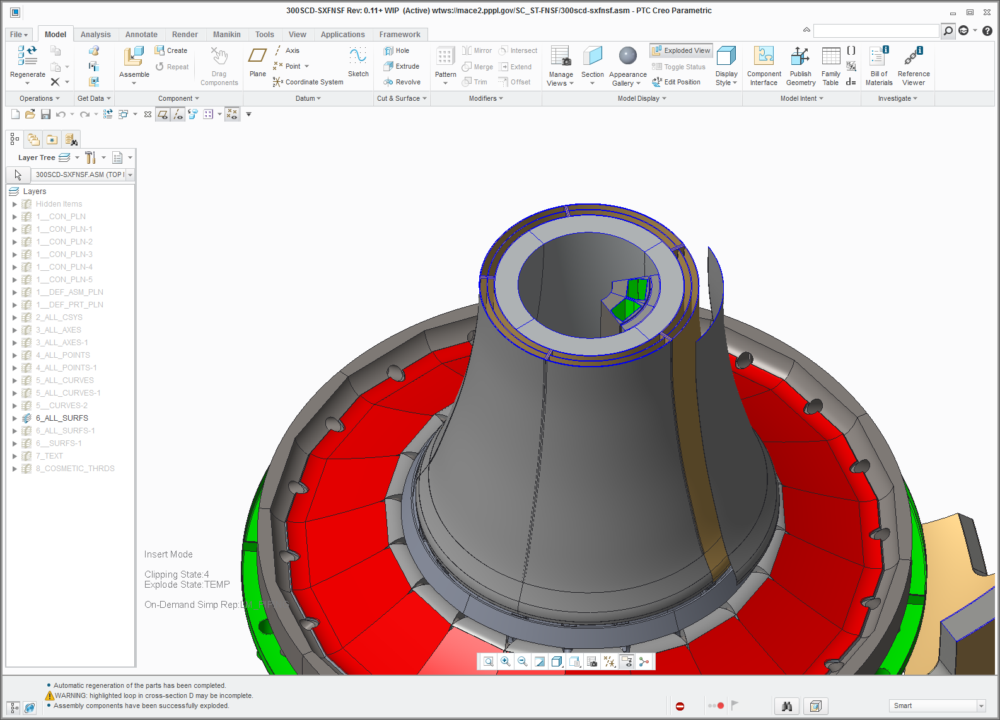 300SCD-SXFNSF Rev: 0.11+ WIP (Active) wtws://mace2.pppl.gov/SC_ST-FNSF/300scd-sxfnsf.asm - PTC Creo Parametric
File Model Analysis Annotate Render Manikin Tools View Applications Framework
Regenerate
Operations
Get Data
Assemble
Create
Repeat
Drag Components
Component
Plane
Axis
Point
Coordinate System
Sketch
Datum
Hole
Extrude
Revolve
Cut & Surface
Pattern
Mirror
Merge
Trim
Intersect
Extend
Offset
Modifiers
Manage Views
Section
Appearance Gallery
Exploded View
Toggle Status
Edit Position
Display Style
Model Display
Component Interface
Publish Geometry
Family Table
d=
Model Intent
Bill of Materials
Reference Viewer
Investigate
Layer Tree
300SCD-SXFNSF.ASM (TOP
Layers
Hidden Items
1__CON_PLN
1__CON_PLN-1
1__CON_PLN-2
1__CON_PLN-3
1__CON_PLN-4
1__CON_PLN-5
1__DEF_ASM_PLN
1__DEF_PRT_PLN
2_ALL_CSYS
3_ALL_AXES
3_ALL_AXES-1
4_ALL_POINTS
4_ALL_POINTS-1
5_ALL_CURVES
5_ALL_CURVES-1
5__CURVES-2
6_ALL_SURFS
6_ALL_SURFS-1
6__SURFS-1
7_TEXT
8_COSMETIC_THRDS
Insert Mode
Clipping State:4
Explode State:TEMP
On-Demand Simp Rep:
Automatic regeneration of the parts has been completed.
WARNING: highlighted loop in cross-section D may be incomplete.
Assembly components have been successfully exploded.
Smart